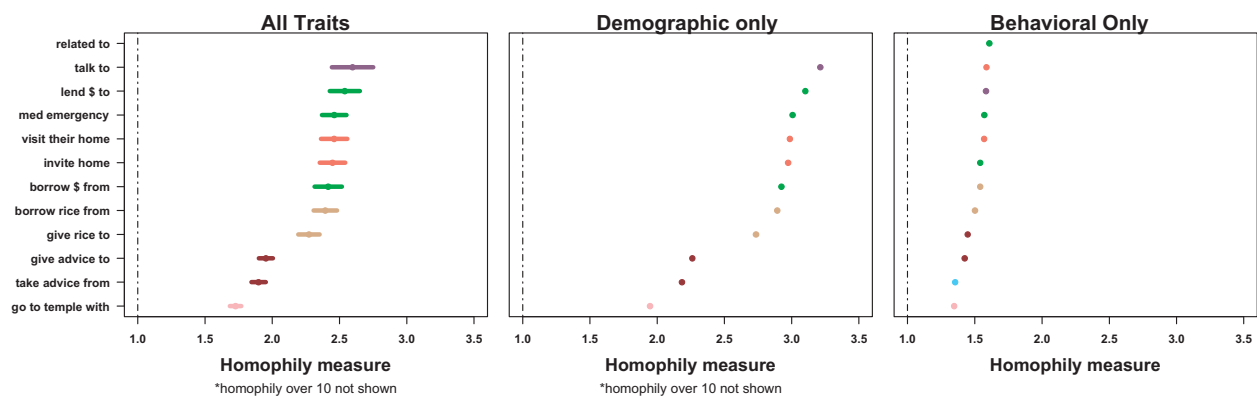 All Traits
Demographic only
Behavioral Only
related to
talk to
lend $ to
med emergency
visit their home
invite home
borrow $ from
borrow rice from
give rice to
give advice to
take advice from
go to temple with
1.0 1.5 2.0 2.5 3.0 3.5
1.0 1.5 2.0 2.5 3.0 3.5
1.0 1.5 2.0 2.5 3.0 3.5
Homophily measure
Homophily measure
Homophily measure
*homophily over 10 not shown
*homophily over 10 not shown